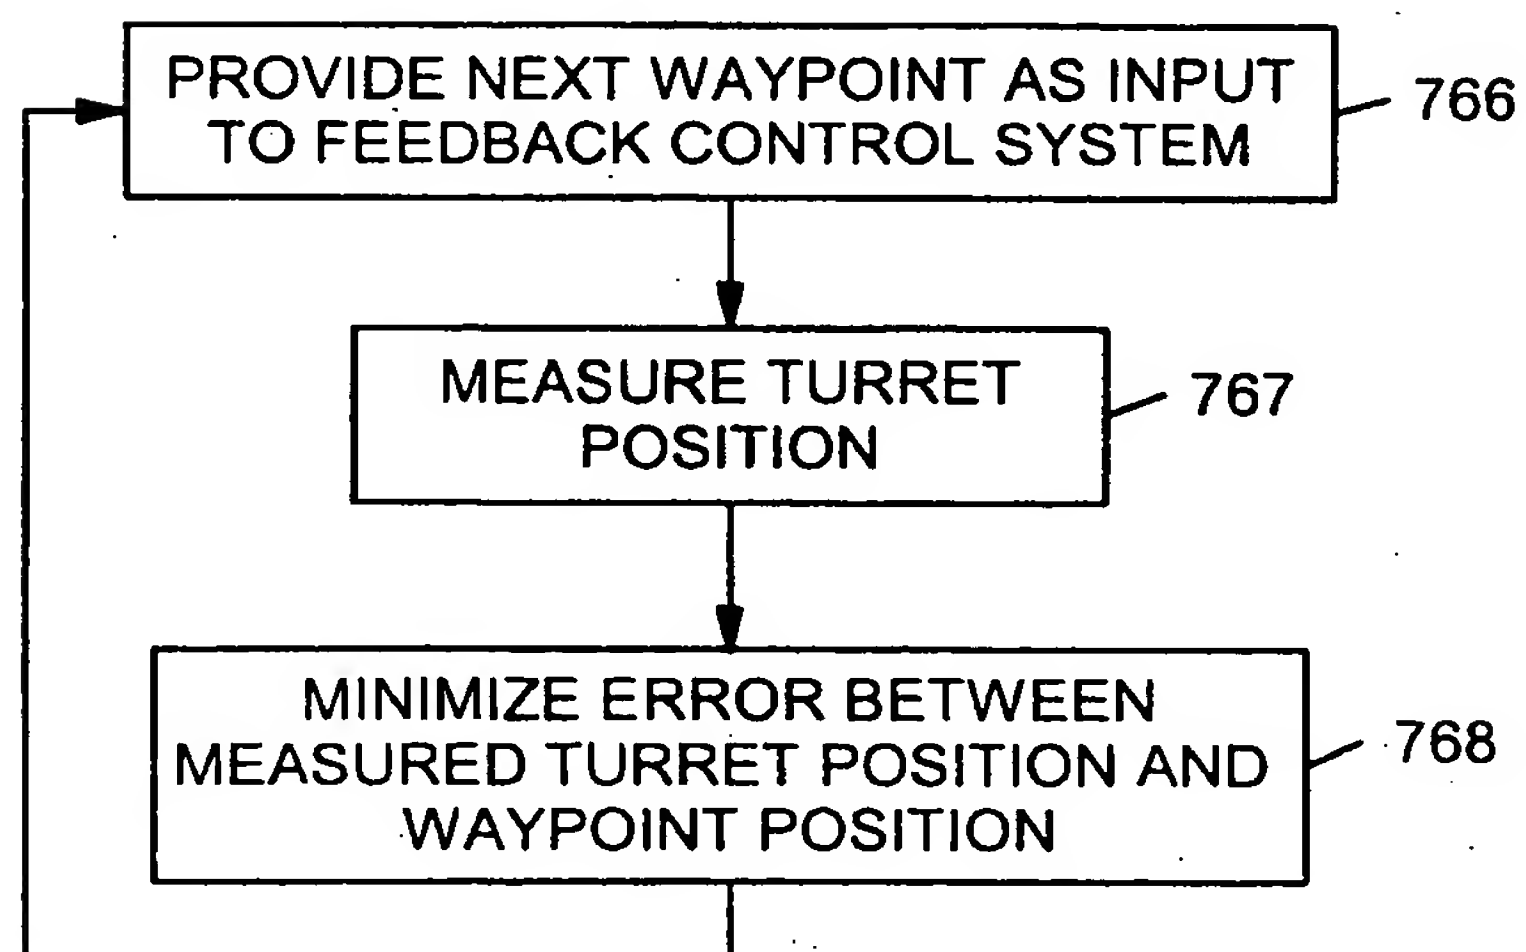 PROVIDE NEXT WAYPOINT AS INPUT
TO FEEDBACK CONTROL SYSTEM
766
MEASURE TURRET
POSITION
767
MINIMIZE ERROR BETWEEN
MEASURED TURRET POSITION AND
WAYPOINT POSITION
768